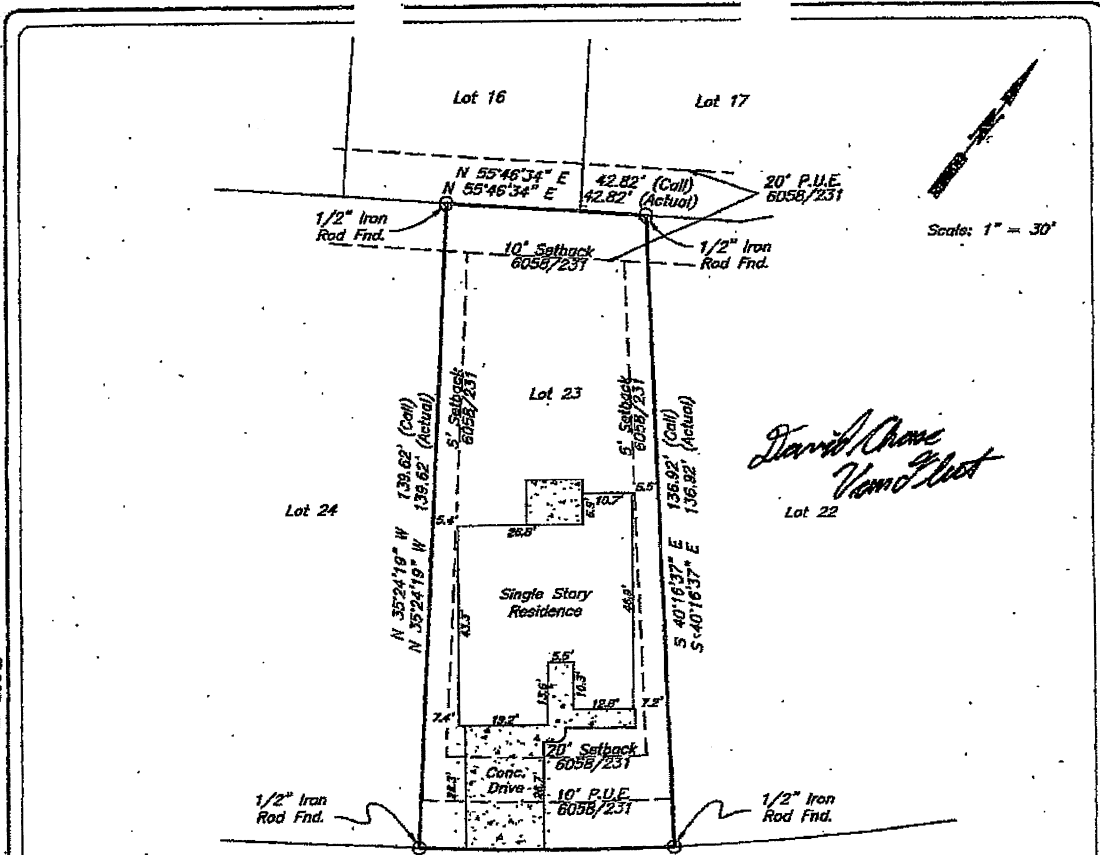 Lot 16
Lot 17
N 55°46'34" E
N 55°46'34" E
42.82' (Call)
42.82' (Actual)
20' P.U.E.
6058/231
1/2" Iron
Rod Fnd.
1/2" Iron
Rod Fnd.
Scale: 1" = 30'
10' Setback
6058/231
5' Setback
6058/231
Lot 23
5' Setback
6058/231
139.62' (Call)
139.62' (Actual)
136.92' (Call)
136.92' (Actual)
David Chase
VanFleet
Lot 24
Lot 22
5.4'
26.8'
6.9'
10.7'
5.5'
N 35°24'19" W
N 35°24'19" W
S 40°16'37" E
S 40°16'37" E
Single Story
Residence
43.3'
5.5'
13.6'
10.3'
12.8'
7.2'
7.4'
19.2'
20' Setback
6058/231
Conc.
Drive
10' P.U.E.
6058/231
1/2" Iron
Rod Fnd.
1/2" Iron
Rod Fnd.